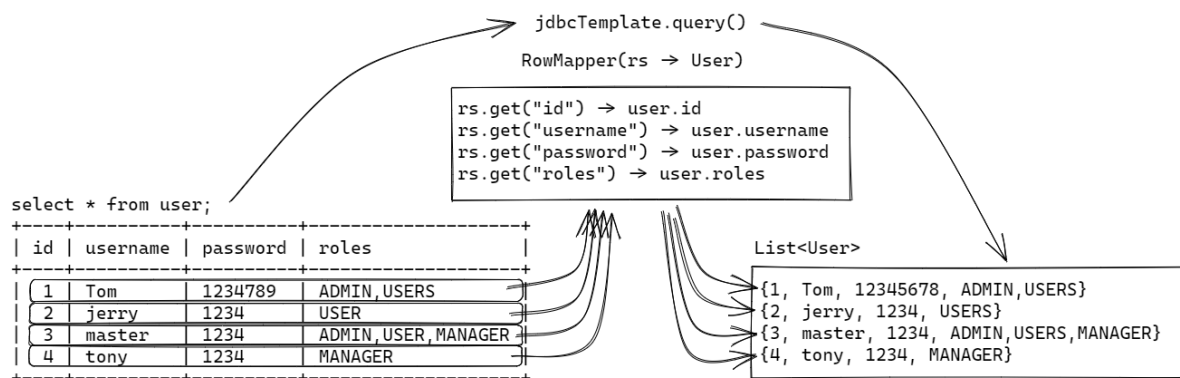 jdbcTemplate.query()
RowMapper(rs → User)
rs.get("id") → user.id
rs.get("username") → user.username
rs.get("password") → user.password
rs.get("roles") → user.roles
select * from user;
+----+----------+----------+----------------------+
| id | username | password | roles |
+----+----------+----------+----------------------+
| 1 | Tom | 1234789 | ADMIN,USERS |
| 2 | jerry | 1234 | USER |
| 3 | master | 1234 | ADMIN,USER,MANAGER |
| 4 | tony | 1234 | MANAGER |
+----+----------+----------+----------------------+
List<User>
{1, Tom, 12345678, ADMIN,USERS}
{2, jerry, 1234, USERS}
{3, master, 1234, ADMIN,USERS,MANAGER}
{4, tony, 1234, MANAGER}